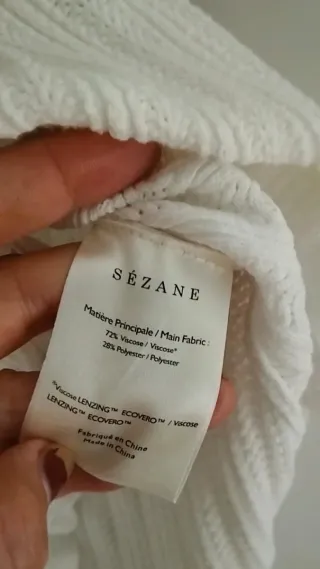 SÉZANE
Matière Principale / Main Fabric :
72% Viscose / Viscose*
28% Polyester / Polyester
*Viscose LENZING™ ECOVERO™ / Viscose
LENZING™ ECOVERO™
Fabriqué en Chine
Made in China